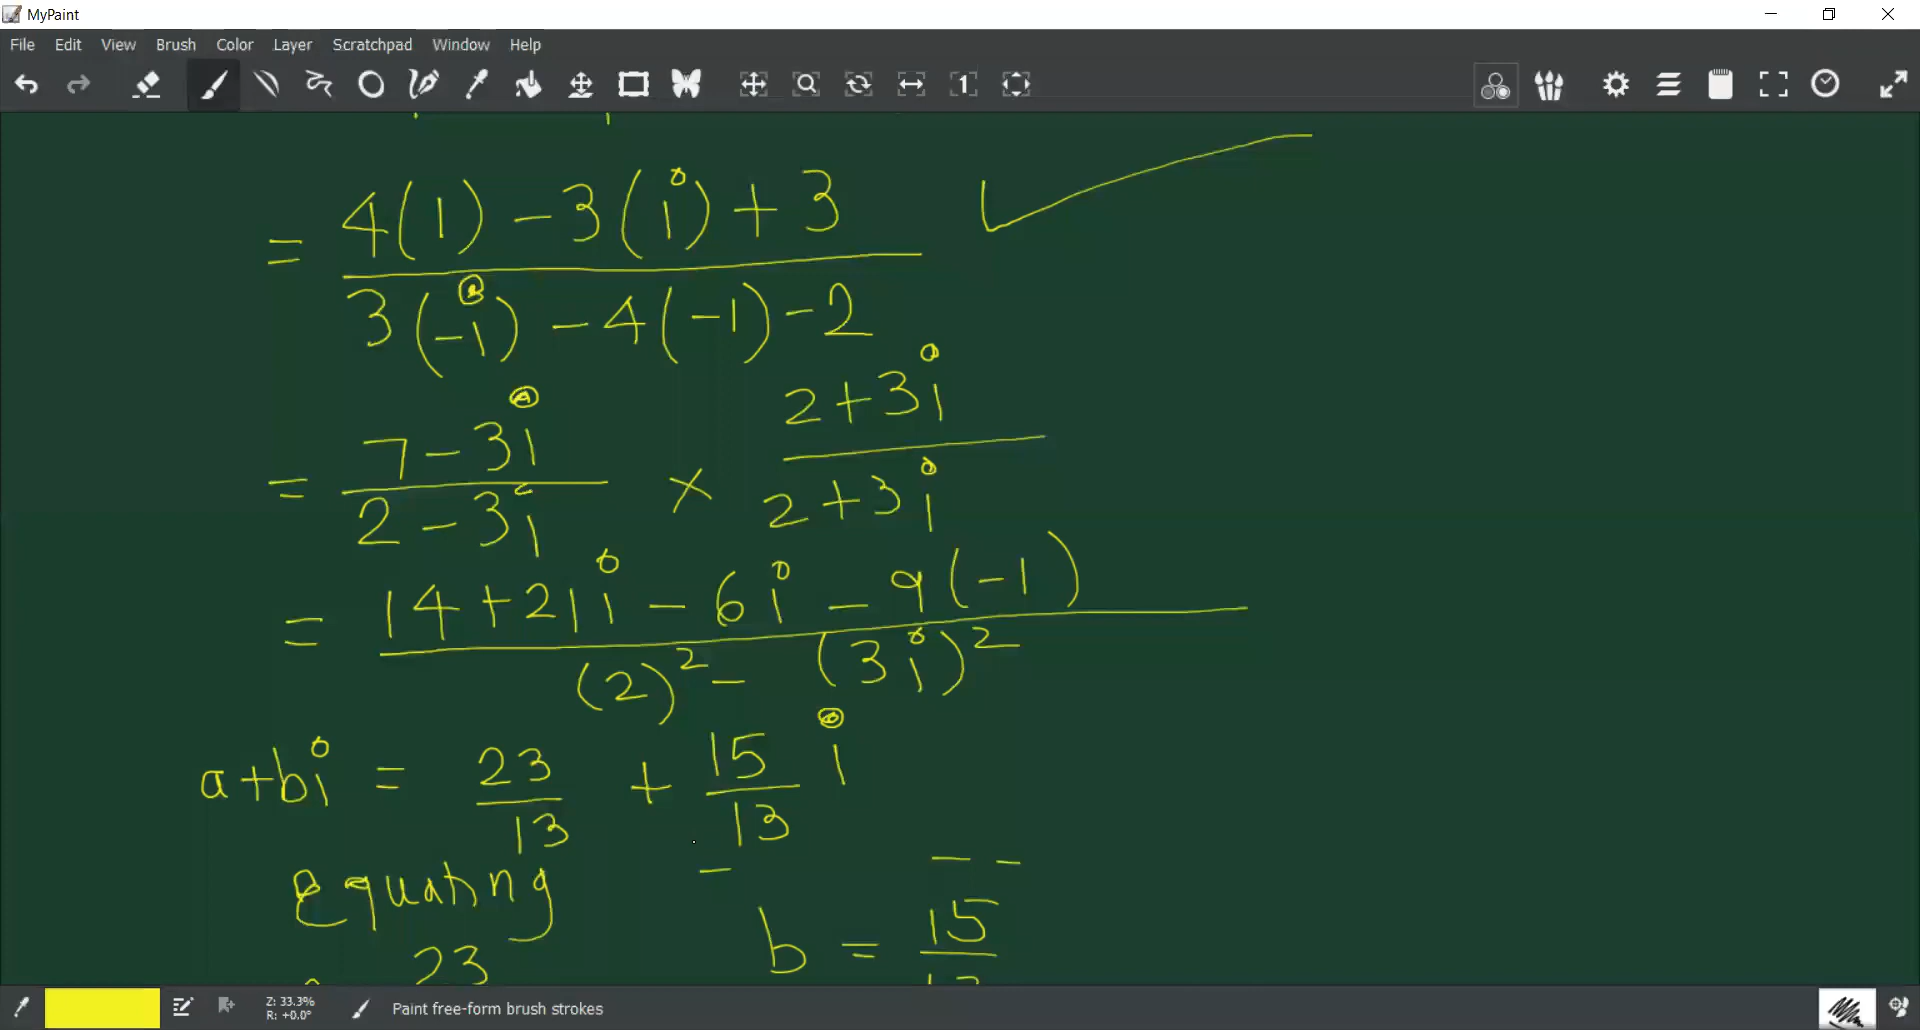 MyPaint
File Edit View Brush Color Layer Scratchpad Window Help
= 4(1) - 3(i) + 3
3(-i) - 4(-1) - 2
= 7 - 3i / 2 - 3i × 2 + 3i / 2 + 3i
= 14 + 21i - 6i - 9(-1)
(2)² - (3i)²
a+bi = 23/13 + 15/13 i
Equating
23
b = 15
Z: 33.3%
R: +0.0°
Paint free-form brush strokes